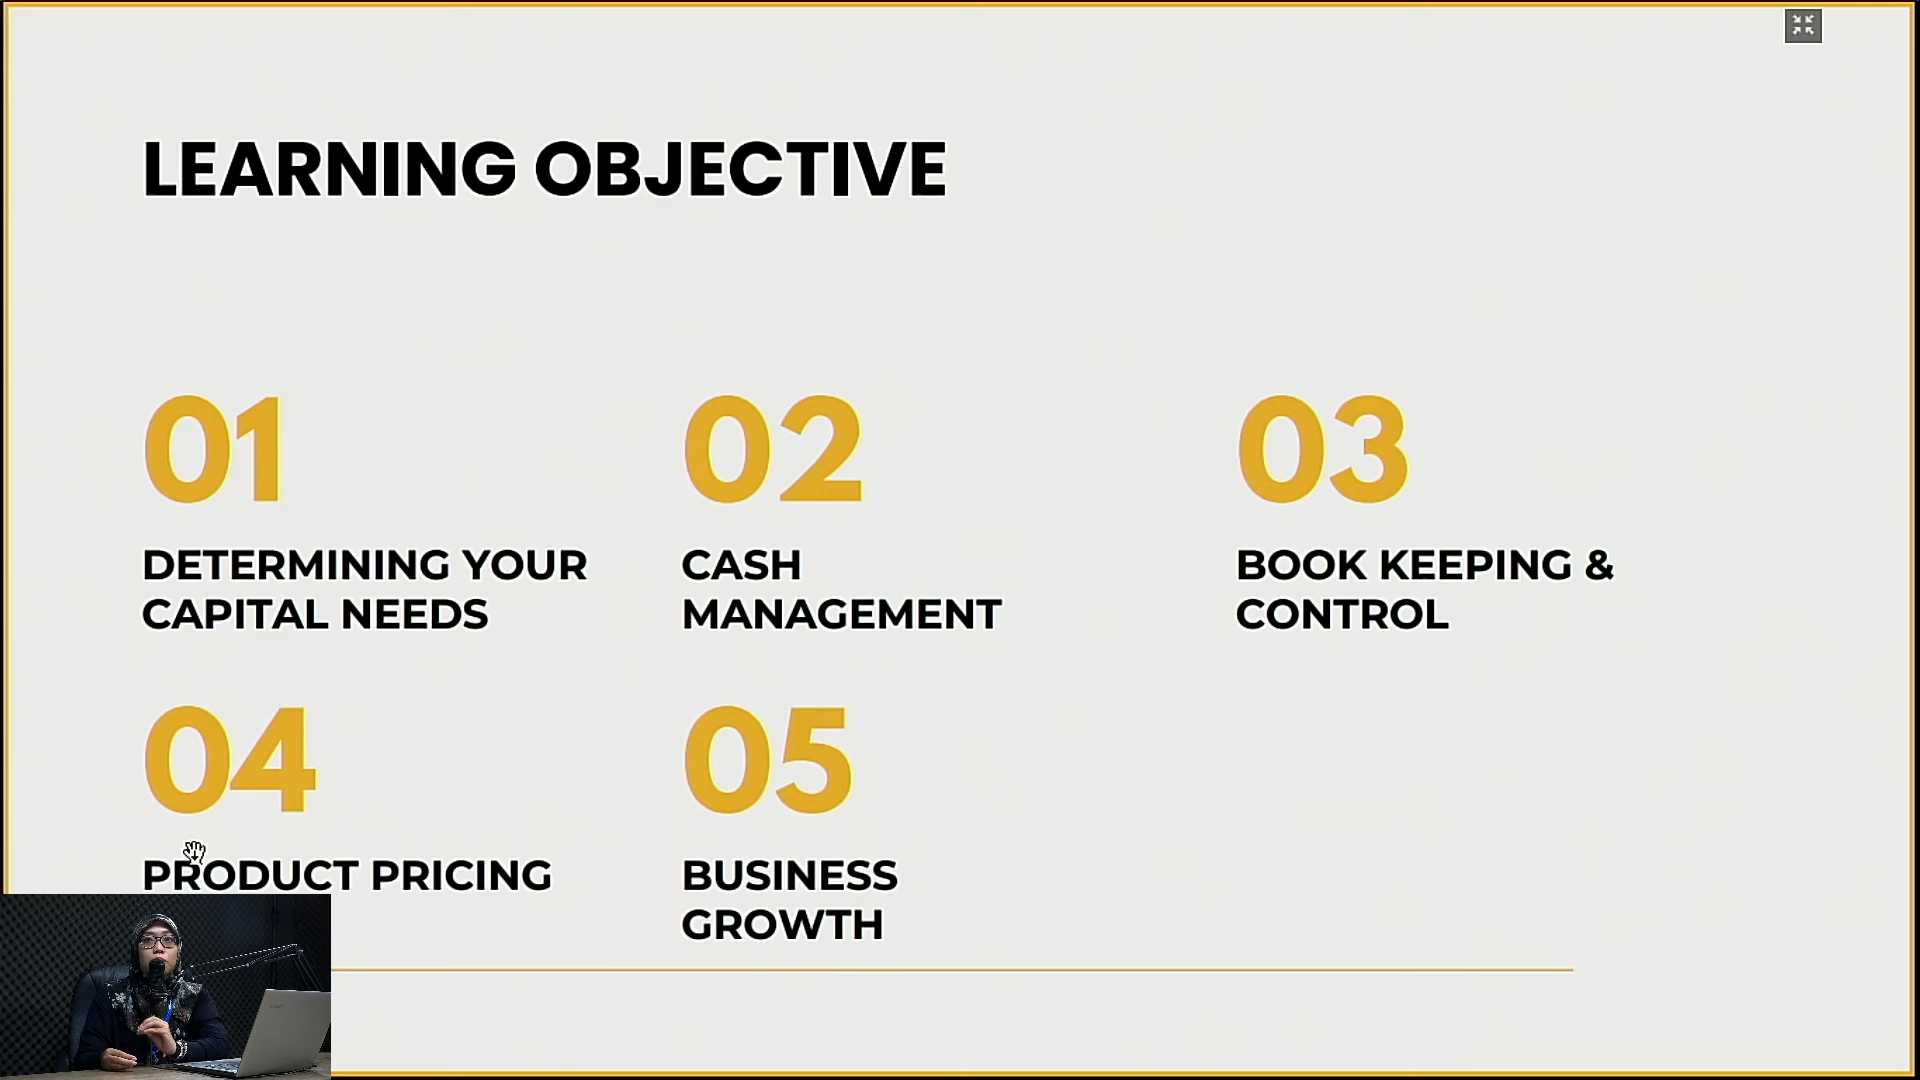 LEARNING OBJECTIVE
01
DETERMINING YOUR
CAPITAL NEEDS
02
CASH
MANAGEMENT
03
BOOK KEEPING &
CONTROL
04
PRODUCT PRICING
05
BUSINESS
GROWTH